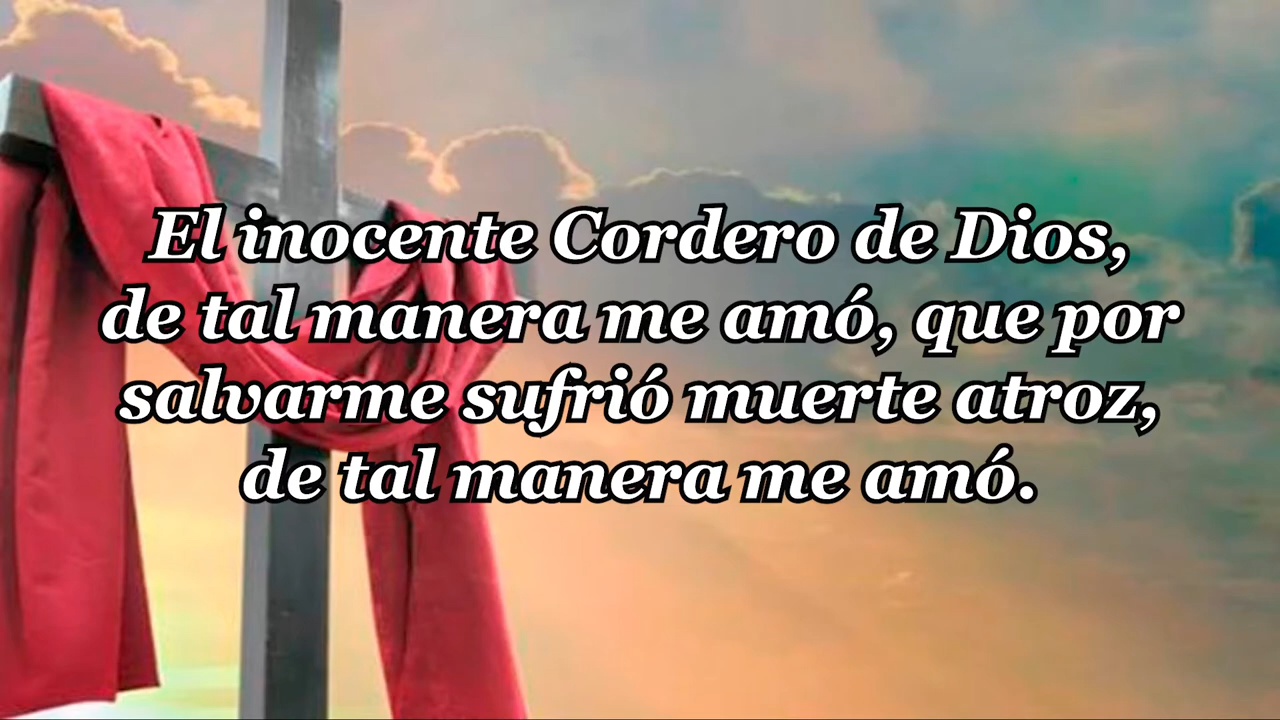 El inocente Cordero de Dios,
de tal manera me amó, que por
salvarme sufrió muerte atroz,
de tal manera me amó.